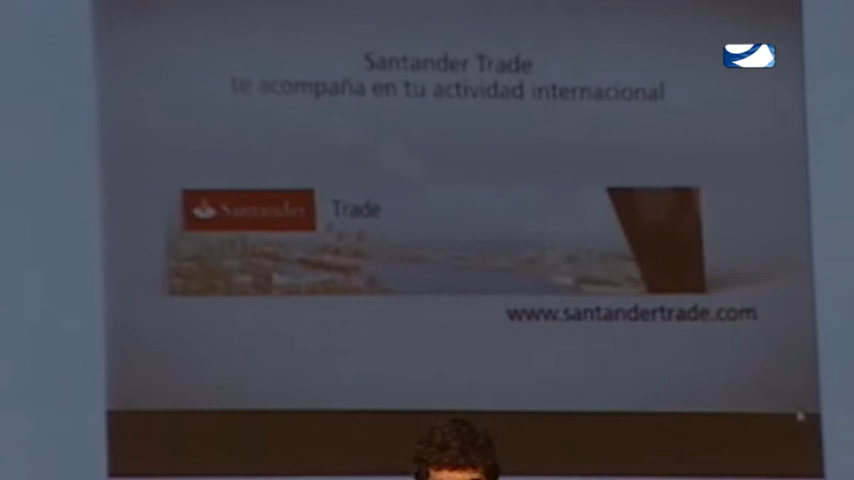 Santander Trade
te acompaña en tu actividad internacional
Santander Trade
www.santandertrade.com